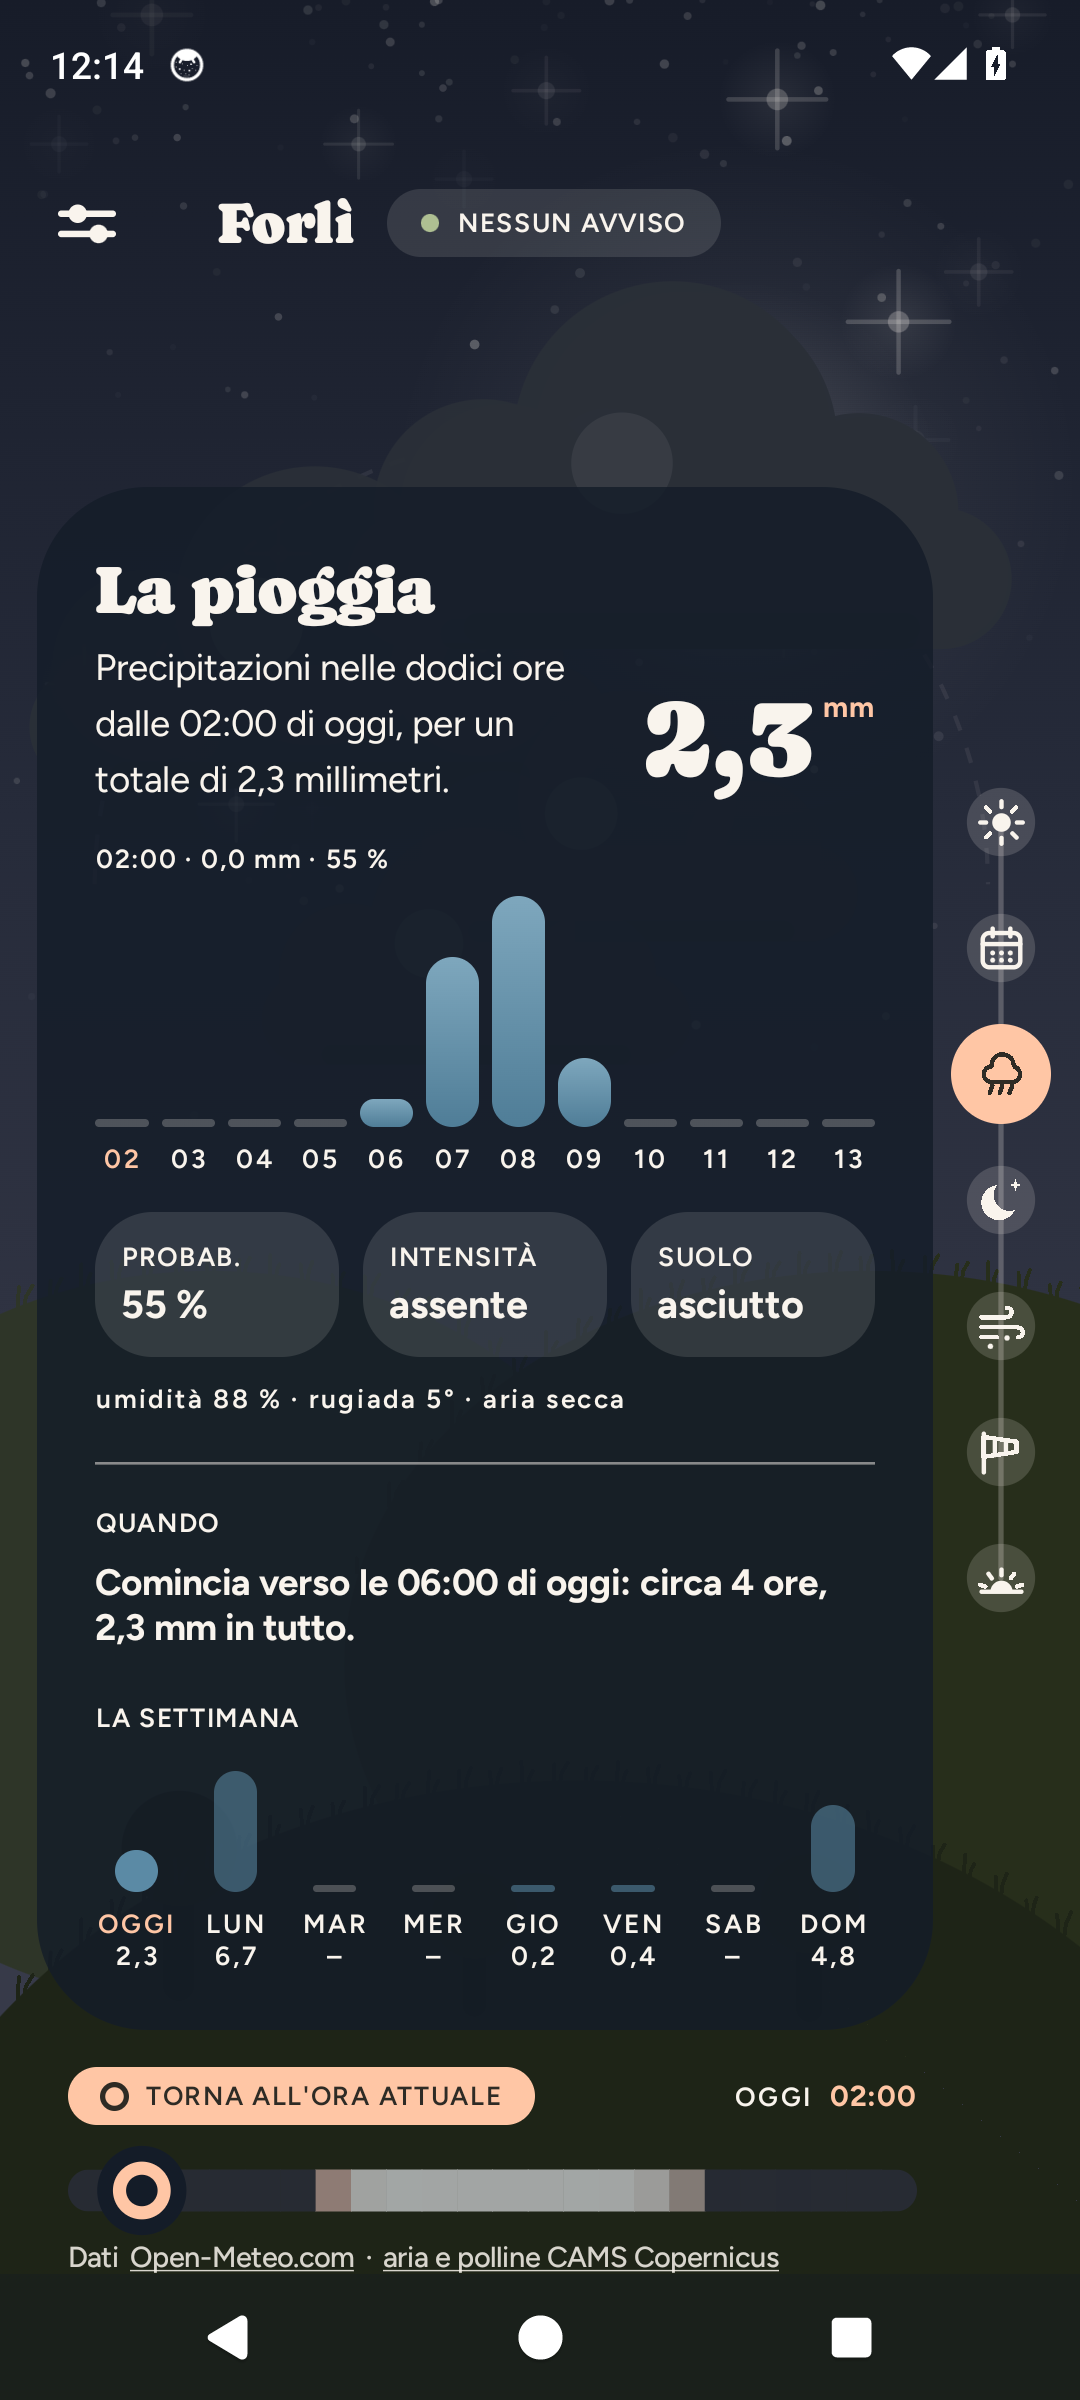 12:14
Forlì
NESSUN AVVISO
La pioggia
Precipitazioni nelle dodici ore
dalle 02:00 di oggi, per un
totale di 2,3 millimetri.
2,3 mm
02:00 · 0,0 mm · 55 %
02 03 04 05 06 07 08 09 10 11 12 13
PROBAB.
55 %
INTENSITÀ
assente
SUOLO
asciutto
umidità 88 % · rugiada 5° · aria secca
QUANDO
Comincia verso le 06:00 di oggi: circa 4 ore,
2,3 mm in tutto.
LA SETTIMANA
OGGI LUN MAR MER GIO VEN SAB DOM
2,3 6,7 – – 0,2 0,4 – 4,8
TORNA ALL'ORA ATTUALE
OGGI 02:00
Dati Open-Meteo.com · aria e polline CAMS Copernicus